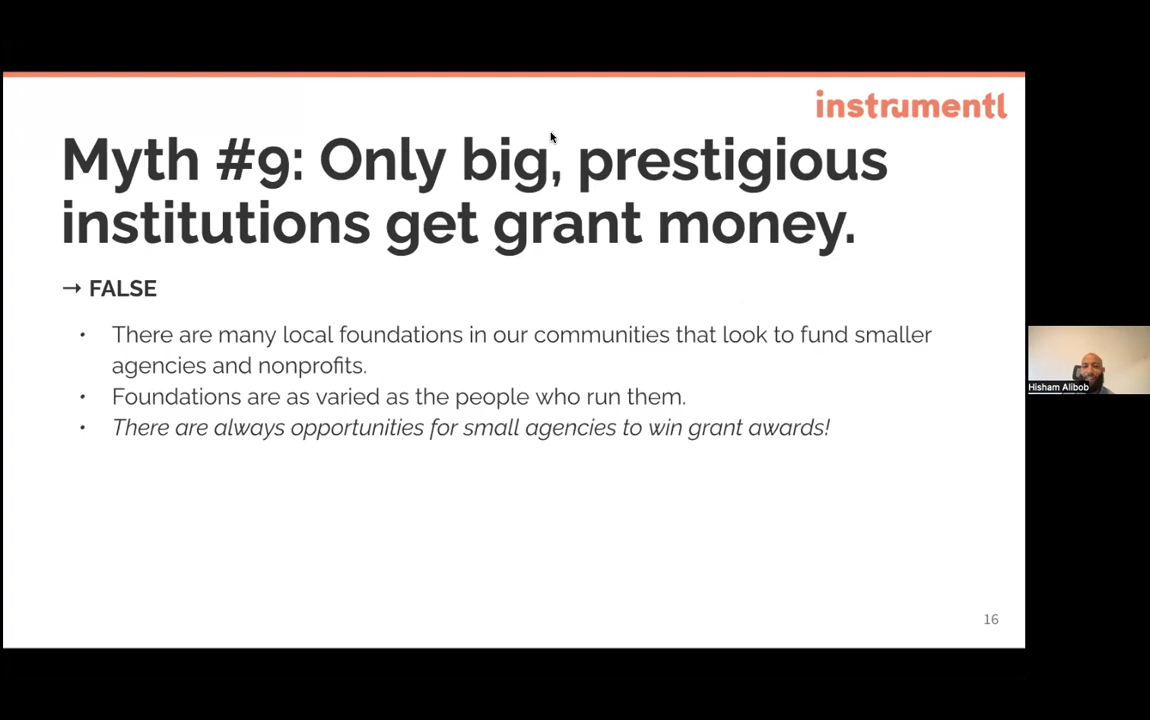 instrumentl
Myth #9: Only big, prestigious
institutions get grant money.
→ FALSE
• There are many local foundations in our communities that look to fund smaller
agencies and nonprofits.
• Foundations are as varied as the people who run them.
• There are always opportunities for small agencies to win grant awards!
Hisham Alibob
16